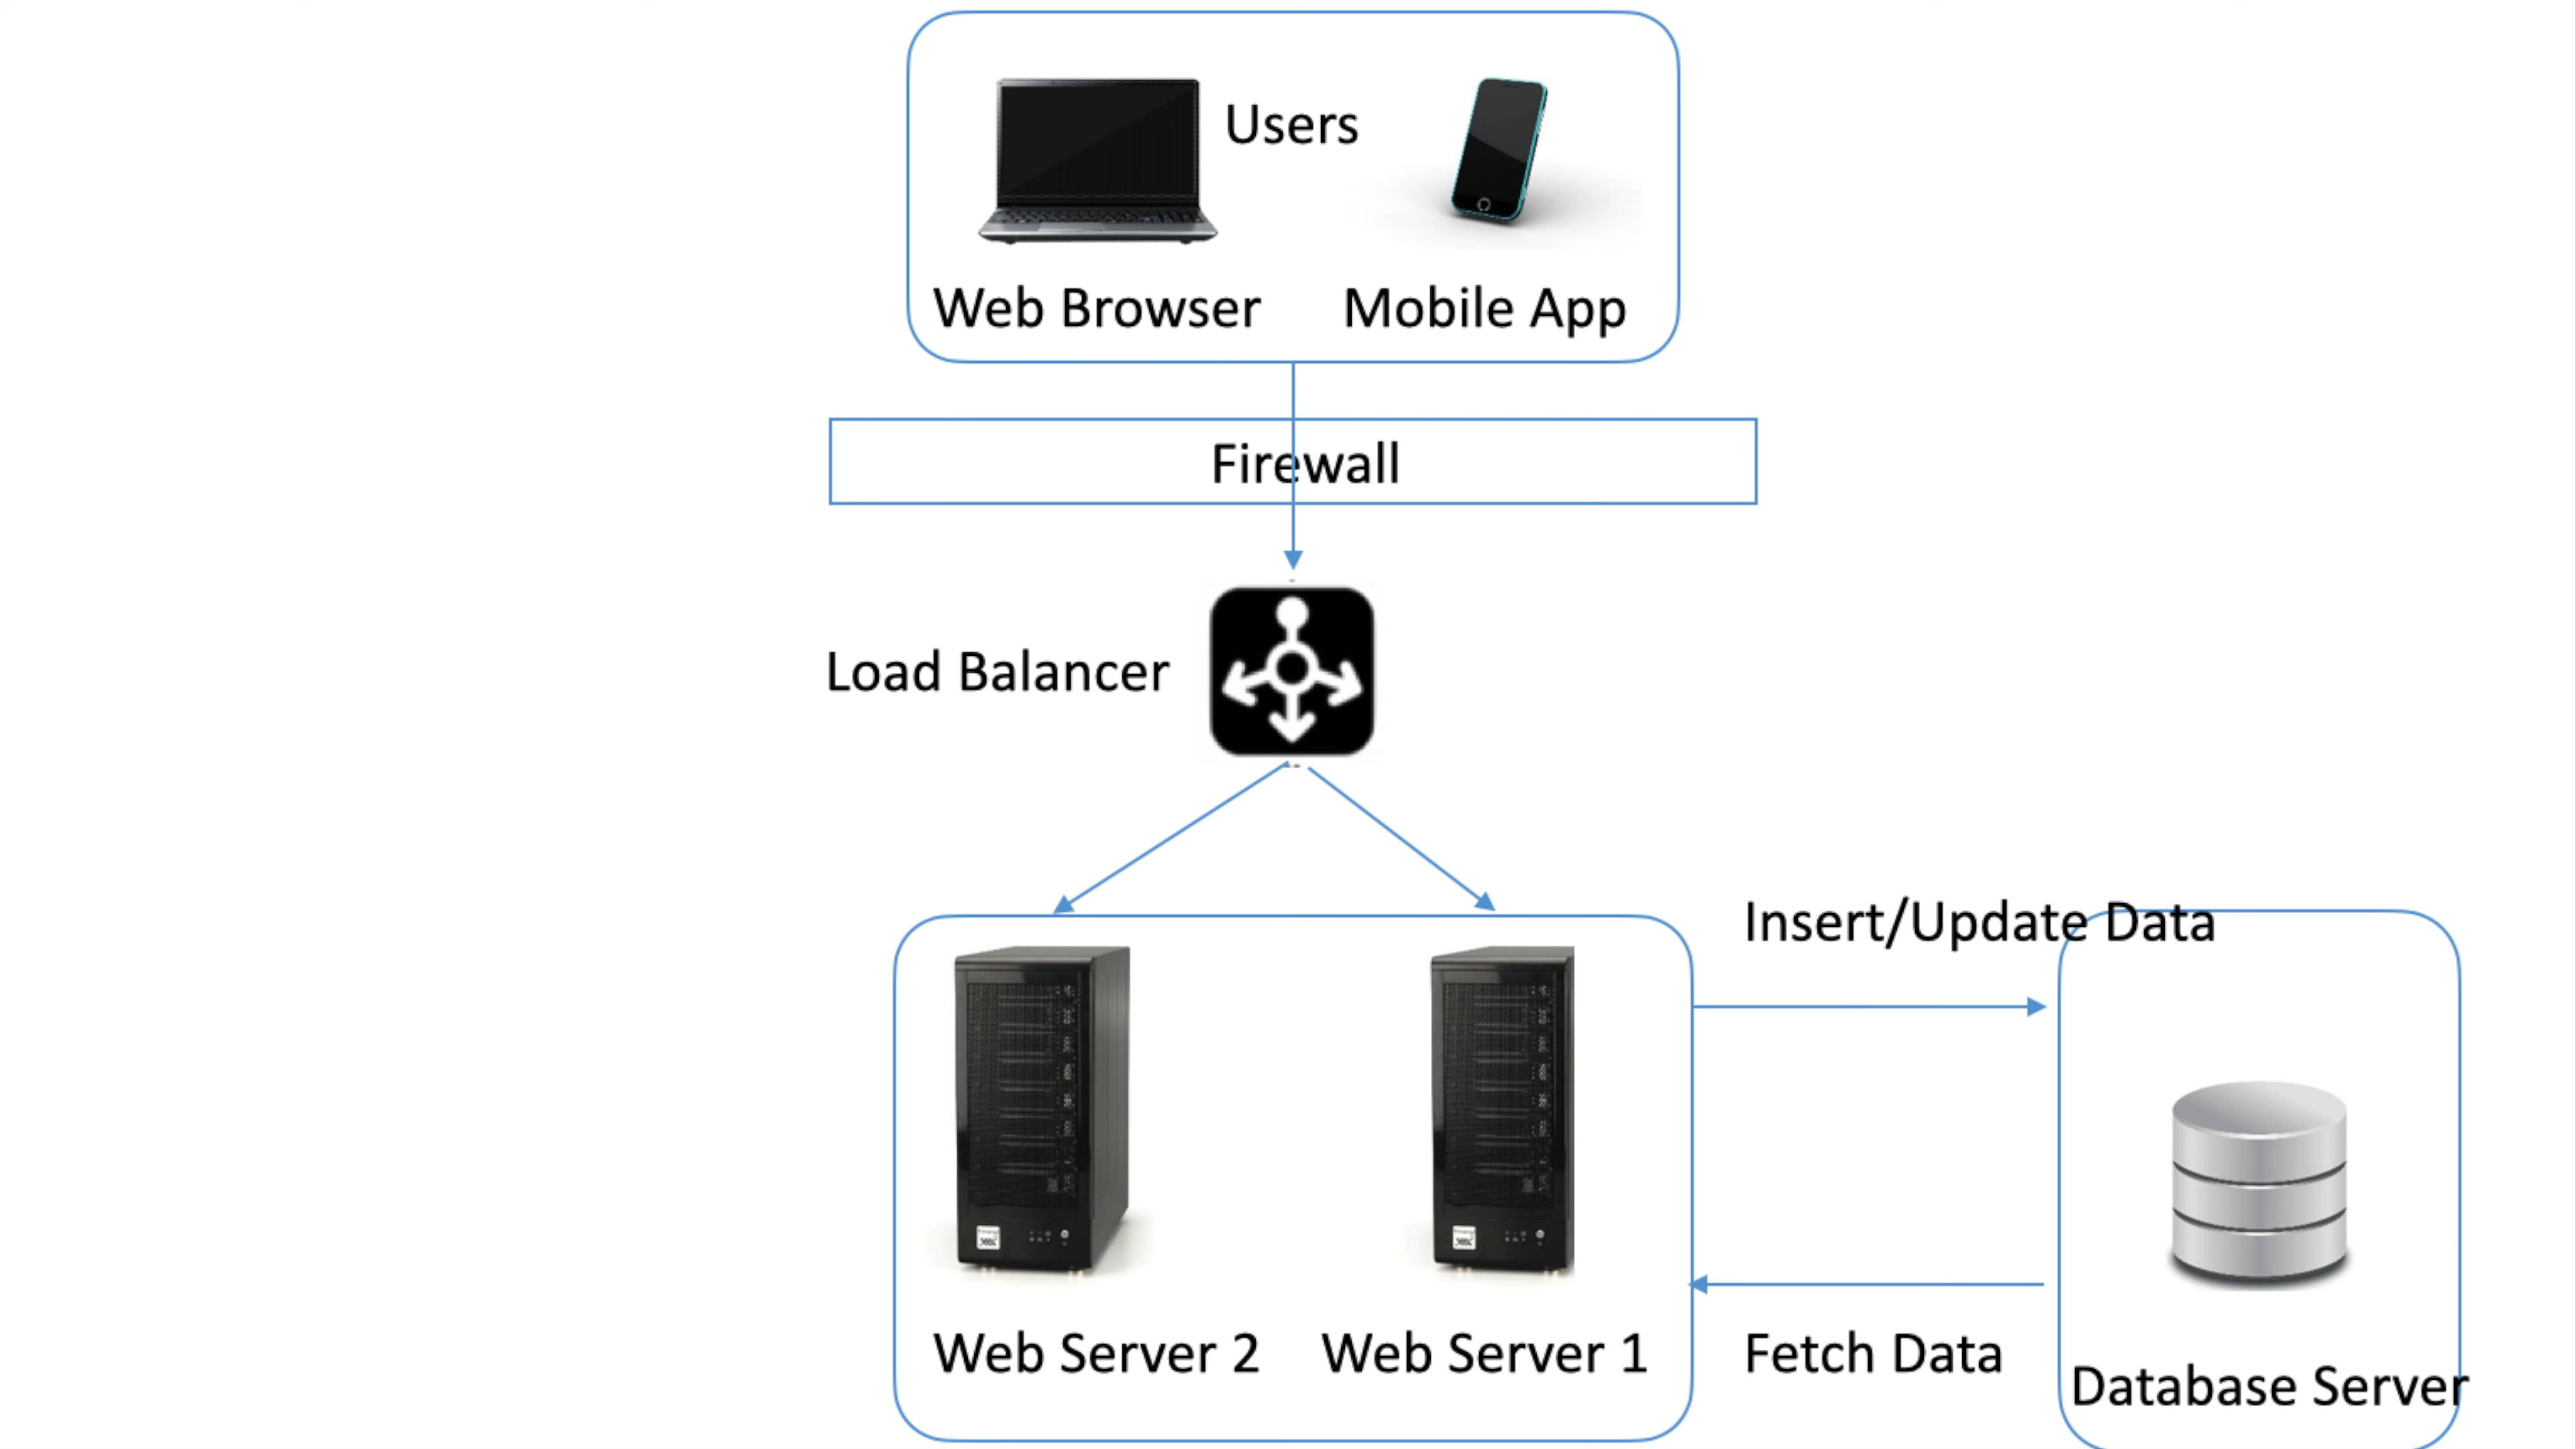 Users
Web Browser
Mobile App
Firewall
Load Balancer
Insert/Update Data
Web Server 2
Web Server 1
Fetch Data
Database Server